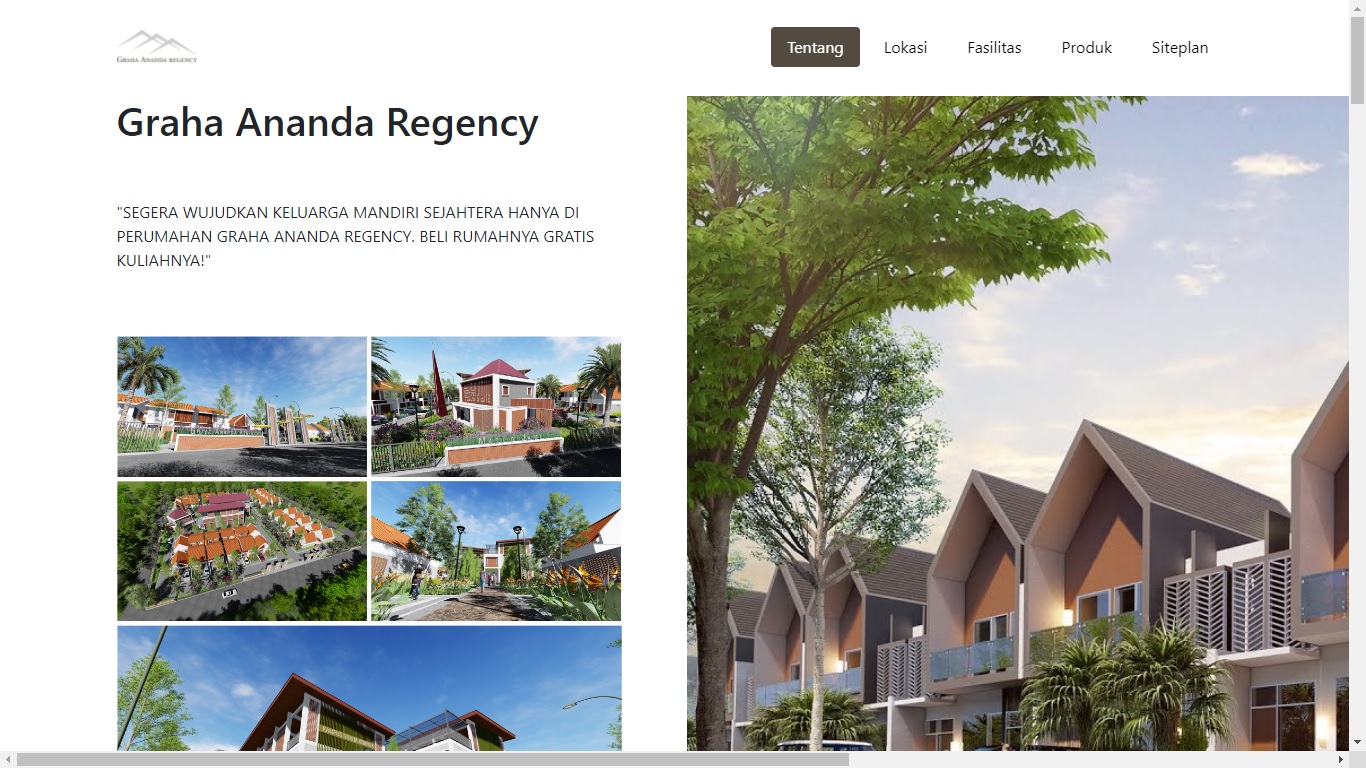 GRAHA ANANDA REGENCY
Tentang Lokasi Fasilitas Produk Siteplan
Graha Ananda Regency
"SEGERA WUJUDKAN KELUARGA MANDIRI SEJAHTERA HANYA DI
PERUMAHAN GRAHA ANANDA REGENCY. BELI RUMAHNYA GRATIS
KULIAHNYA!"